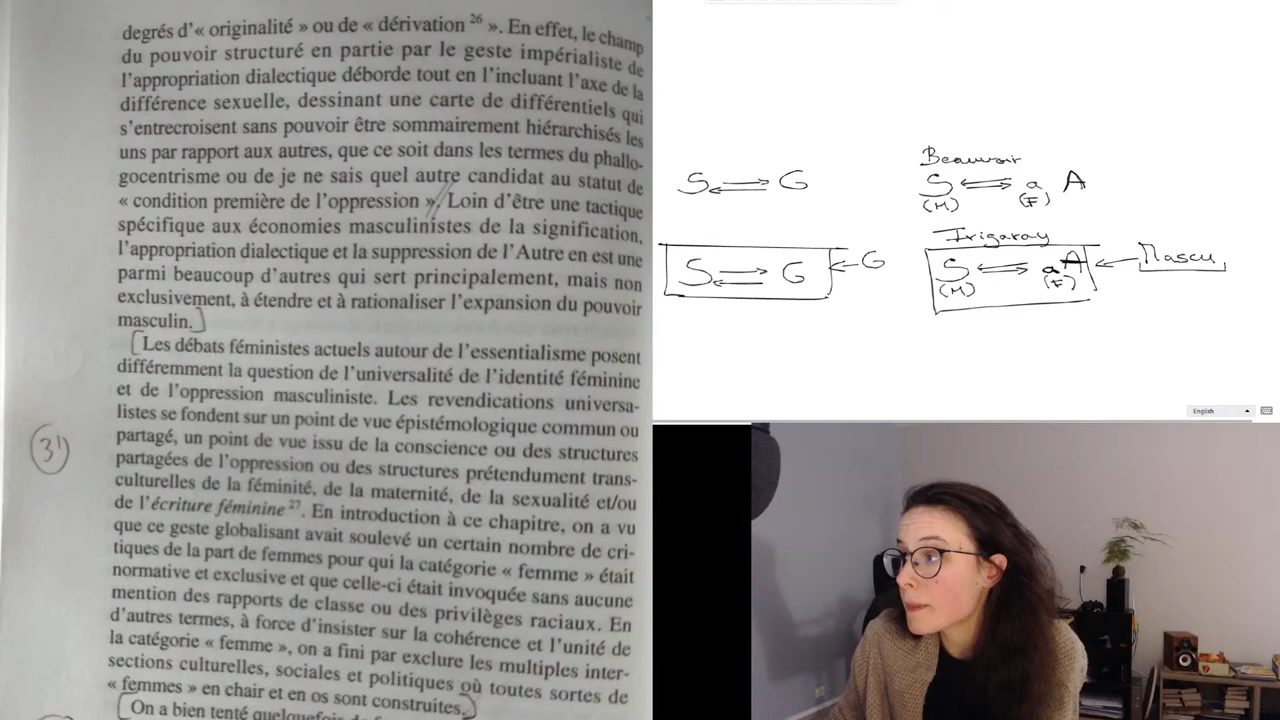 degrés d'« originalité » ou de « dérivation 26 ». En effet, le champ
du pouvoir structuré en partie par le geste impérialiste de
l'appropriation dialectique déborde tout en l'incluant l'axe de la
différence sexuelle, dessinant une carte de différentiels qui
s'entrecroisent sans pouvoir être sommairement hiérarchisés les
uns par rapport aux autres, que ce soit dans les termes du phallo-
gocentrisme ou de je ne sais quel autre candidat au statut de
« condition première de l'oppression ». Loin d'être une tactique
spécifique aux économies masculinistes de la signification,
l'appropriation dialectique et la suppression de l'Autre en est une
parmi beaucoup d'autres qui sert principalement, mais non
exclusivement, à étendre et à rationaliser l'expansion du pouvoir
masculin.
Les débats féministes actuels autour de l'essentialisme posent
différemment la question de l'universalité de l'identité féminine
et de l'oppression masculiniste. Les revendications universa-
listes se fondent sur un point de vue épistémologique commun ou
partagé, un point de vue issu de la conscience ou des structures
partagées de l'oppression ou des structures prétendument trans-
culturelles de la féminité, de la maternité, de la sexualité et/ou
de l'écriture féminine 27. En introduction à ce chapitre, on a vu
que ce geste globalisant avait soulevé un certain nombre de cri-
tiques de la part de femmes pour qui la catégorie « femme » était
normative et exclusive et que celle-ci était invoquée sans aucune
mention des rapports de classe ou des privilèges raciaux. En
d'autres termes, à force d'insister sur la cohérence et l'unité de
la catégorie « femme », on a fini par exclure les multiples inter-
sections culturelles, sociales et politiques où toutes sortes de
« femmes » en chair et en os sont construites.
On a bien tenté quelquefois de
31
Beauvoir
S ⇄ G
S ⇄ a A
(M) (F)
Irigaray
S ⇄ G ← G
S ⇄ a A ← Mascu
(M) (F)
English